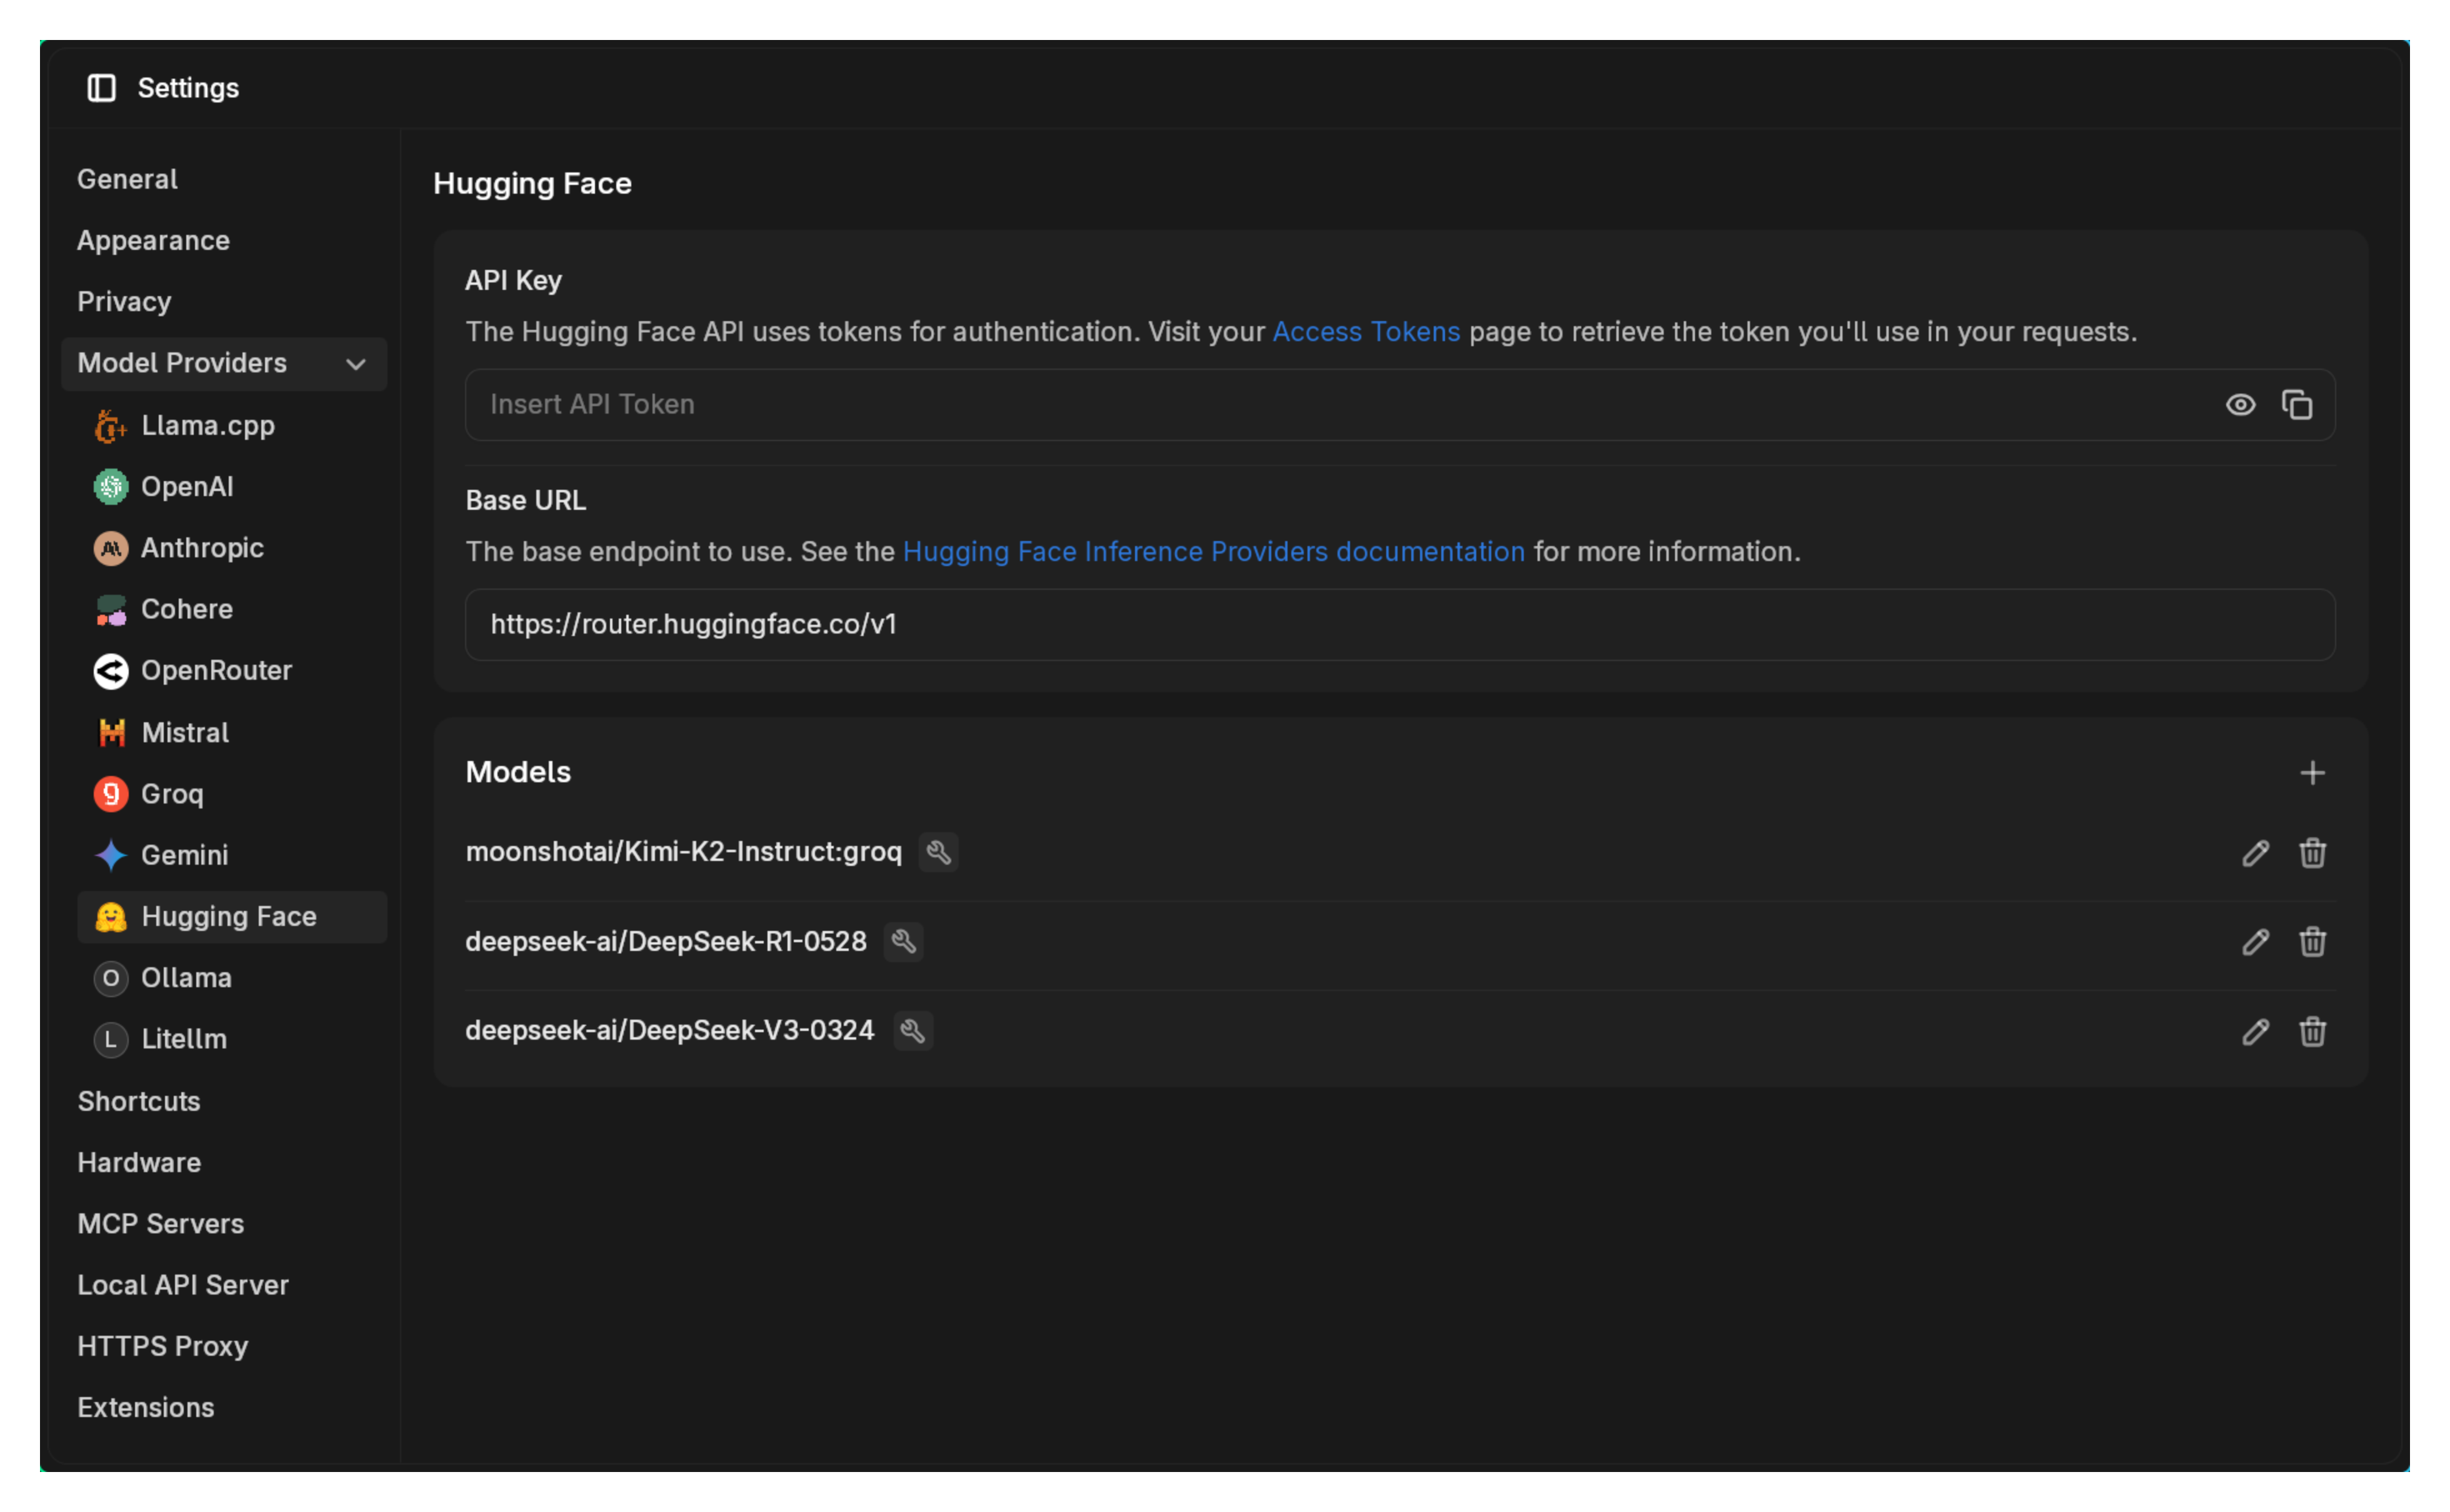 Settings
General
Appearance
Privacy
Model Providers
Llama.cpp
OpenAI
Anthropic
Cohere
OpenRouter
Mistral
Groq
Gemini
Hugging Face
O Ollama
L Litellm
Shortcuts
Hardware
MCP Servers
Local API Server
HTTPS Proxy
Extensions
Hugging Face
API Key
The Hugging Face API uses tokens for authentication. Visit your Access Tokens page to retrieve the token you'll use in your requests.
Insert API Token
Base URL
The base endpoint to use. See the Hugging Face Inference Providers documentation for more information.
https://router.huggingface.co/v1
Models
moonshotai/Kimi-K2-Instruct:groq
deepseek-ai/DeepSeek-R1-0528
deepseek-ai/DeepSeek-V3-0324